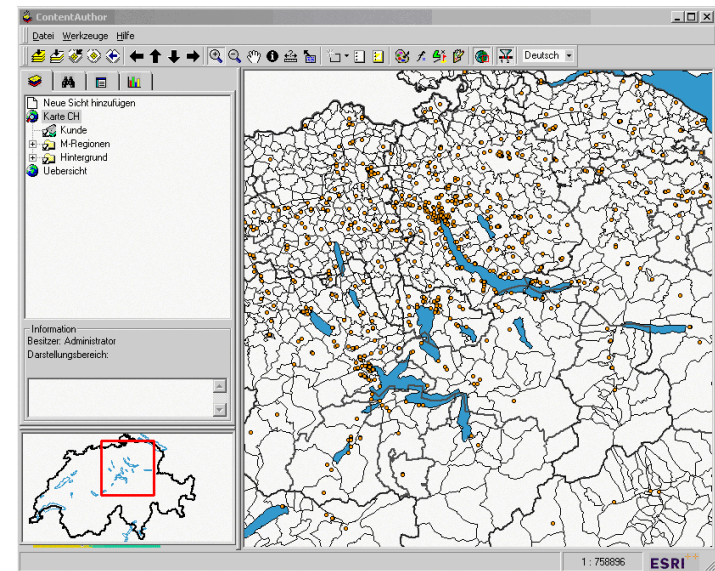 ContentAuthor
Datei Werkzeuge Hilfe
Deutsch
Neue Sicht hinzufügen
Karte CH
Kunde
M-Regionen
Hintergrund
Uebersicht
Information
Besitzer: Administrator
Darstellungsbereich:
1 : 758896
ESRI++